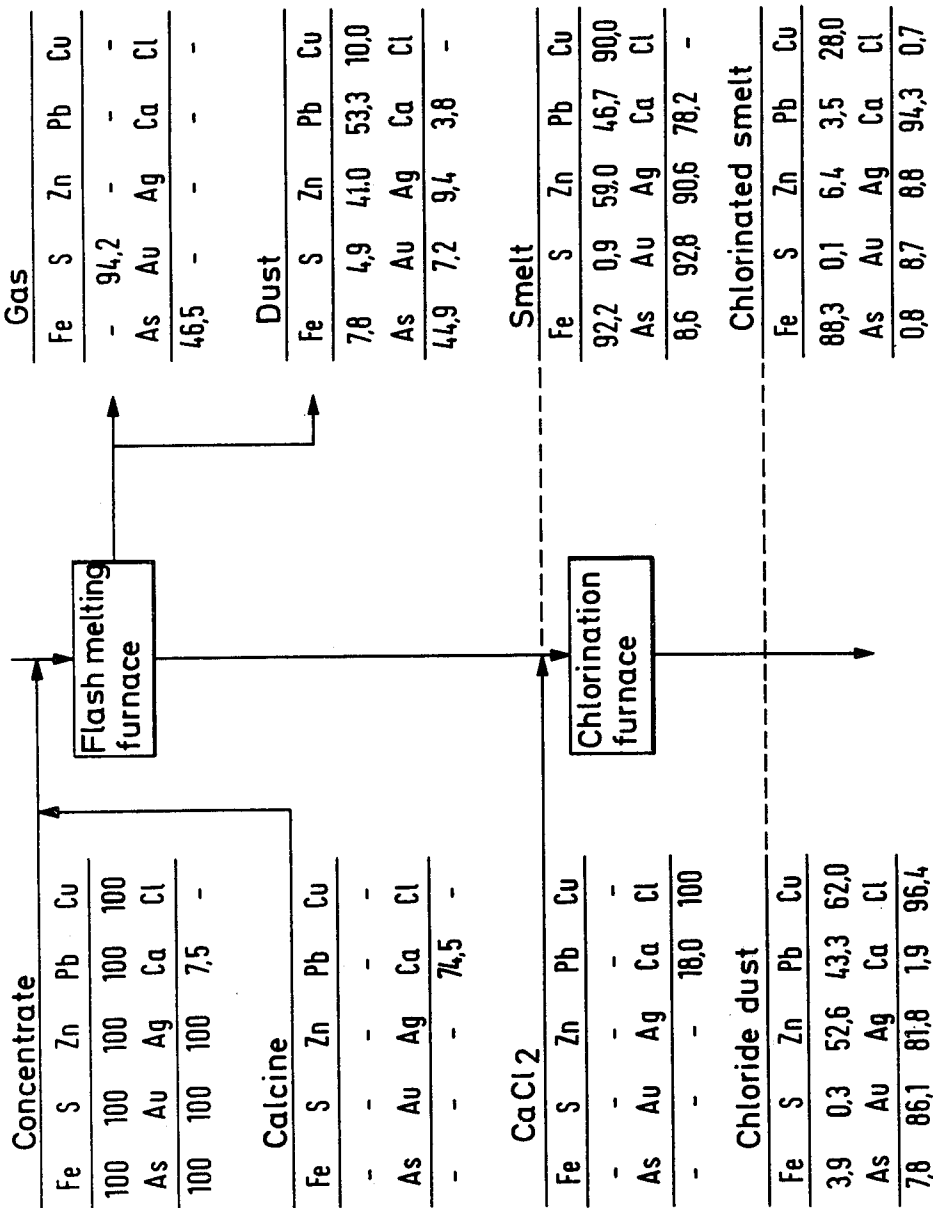 Concentrate
Fe S Zn Pb Cu
100 100 100 100 100
As Au Ag Ca Cl
100 100 100 7,5 -
Calcine
Fe S Zn Pb Cu
- - - - -
As Au Ag Ca Cl
- - - 74,5 -
CaCl2
Fe S Zn Pb Cu
- - - - -
As Au Ag Ca Cl
- - - 18,0 100
Chloride dust
Fe S Zn Pb Cu
3,9 0,3 52,6 43,3 62,0
As Au Ag Ca Cl
7,8 86,1 81,8 1,9 96,4
Flash melting
furnace
Chlorination
furnace
Gas
Fe S Zn Pb Cu
- 94,2 - - -
As Au Ag Ca Cl
46,5 - - - -
Dust
Fe S Zn Pb Cu
7,8 4,9 41.0 53,3 10,0
As Au Ag Ca Cl
44,9 7,2 9,4 3,8 -
Smelt
Fe S Zn Pb Cu
92,2 0,9 59,0 46,7 90,0
As Au Ag Ca Cl
8,6 92,8 90,6 78,2 -
Chlorinated smelt
Fe S Zn Pb Cu
88,3 0,1 6,4 3,5 28,0
As Au Ag Ca Cl
0,8 8,7 8,8 94,3 0,7